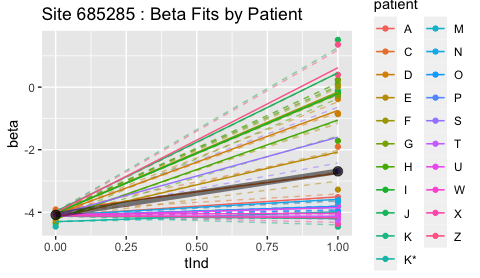 Site 685285 : Beta Fits by Patient
patient
0
-2
-4
beta
0.00 0.25 0.50 0.75 1.00
tInd
A M
C N
D O
E P
F S
G T
H U
I W
J X
K Z
K*